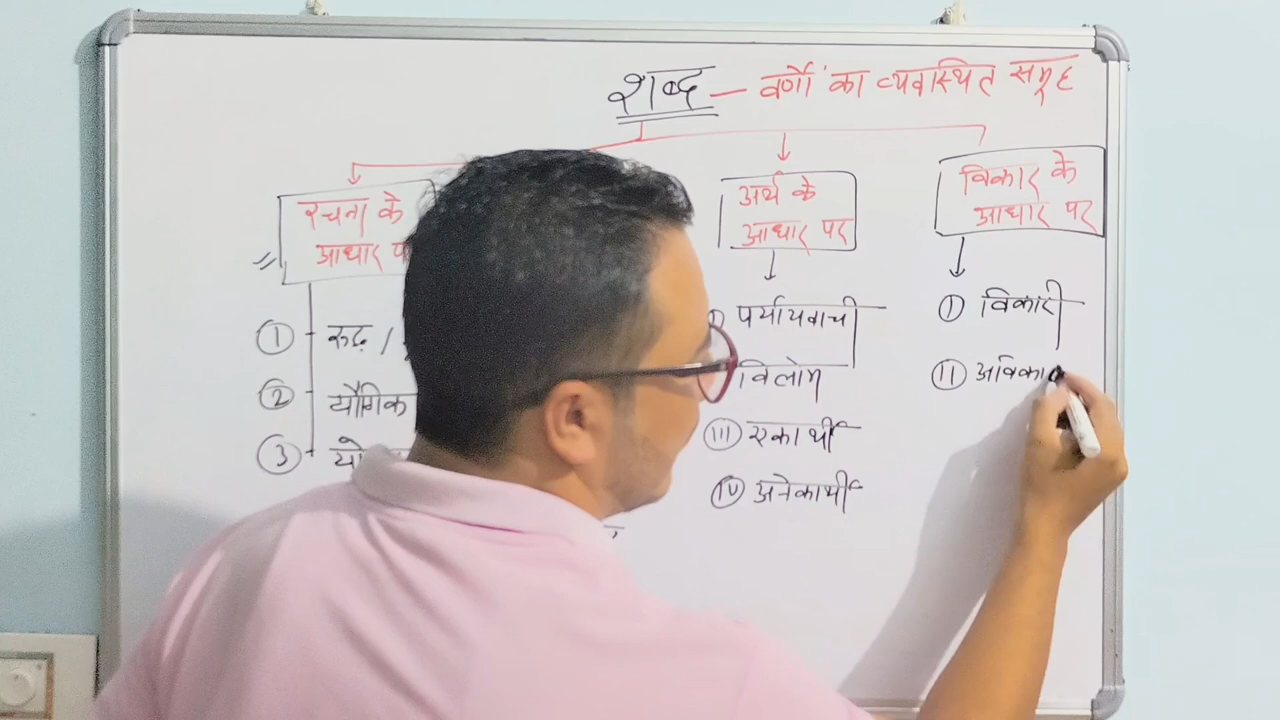 शब्द — वर्णो का व्यवस्थित समूह
रचना के
आधार
① रूढ़ /
② यौगिक
③
अर्थ के
आधार पर
पर्यायवाची
विलोम
(III) एकार्थी
(IV) अनेकार्थी
विकार के
आधार पर
(I) विकारी
(II) अविका